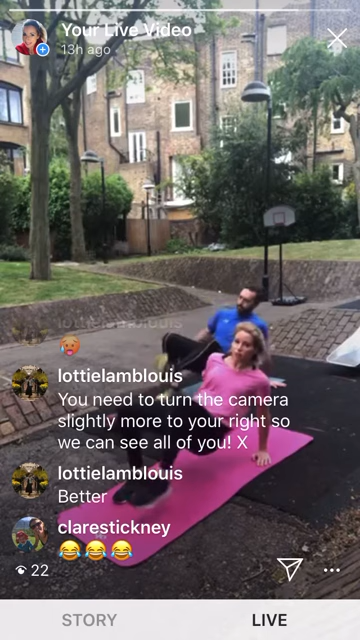 Your Live Video
13h ago
lottielamblouis
🥵
lottielamblouis
You need to turn the camera
slightly more to your right so
we can see all of you! X
lottielamblouis
Better
clarestickney
😂😂😂
22
STORY
LIVE